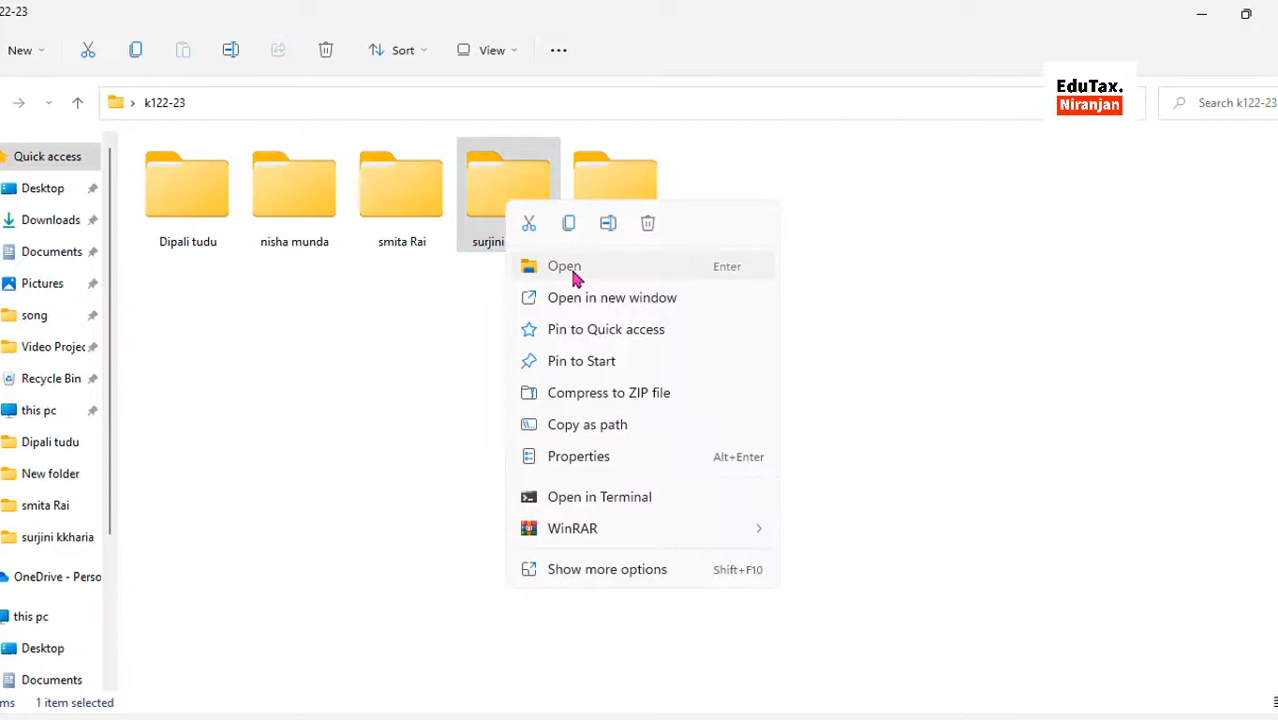 22-23
New
Sort
View
EduTax.
Niranjan
k122-23
Search k122-23
Quick access
Desktop
Downloads
Documents
Pictures
song
Video Projec
Recycle Bin
this pc
Dipali tudu
New folder
smita Rai
surjini kkharia
OneDrive - Perso
this pc
Desktop
Documents
Dipali tudu
nisha munda
smita Rai
surjini
Open Enter
Open in new window
Pin to Quick access
Pin to Start
Compress to ZIP file
Copy as path
Properties Alt+Enter
Open in Terminal
WinRAR
Show more options Shift+F10
ms 1 item selected